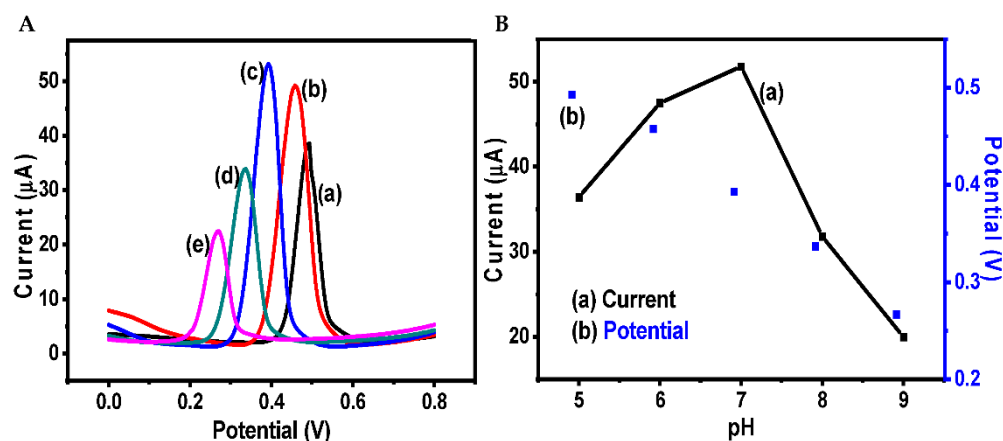 A
Current (μA)
50
40
30
20
10
0
(c)
(b)
(d)
(a)
(e)
0.0
0.2
0.4
0.6
0.8
Potential (V)
B
Current (μA)
50
40
30
20
(b)
(a)
(a) Current
(b) Potential
5
6
7
8
9
pH
0.5
0.4
0.3
0.2
Potential (V)